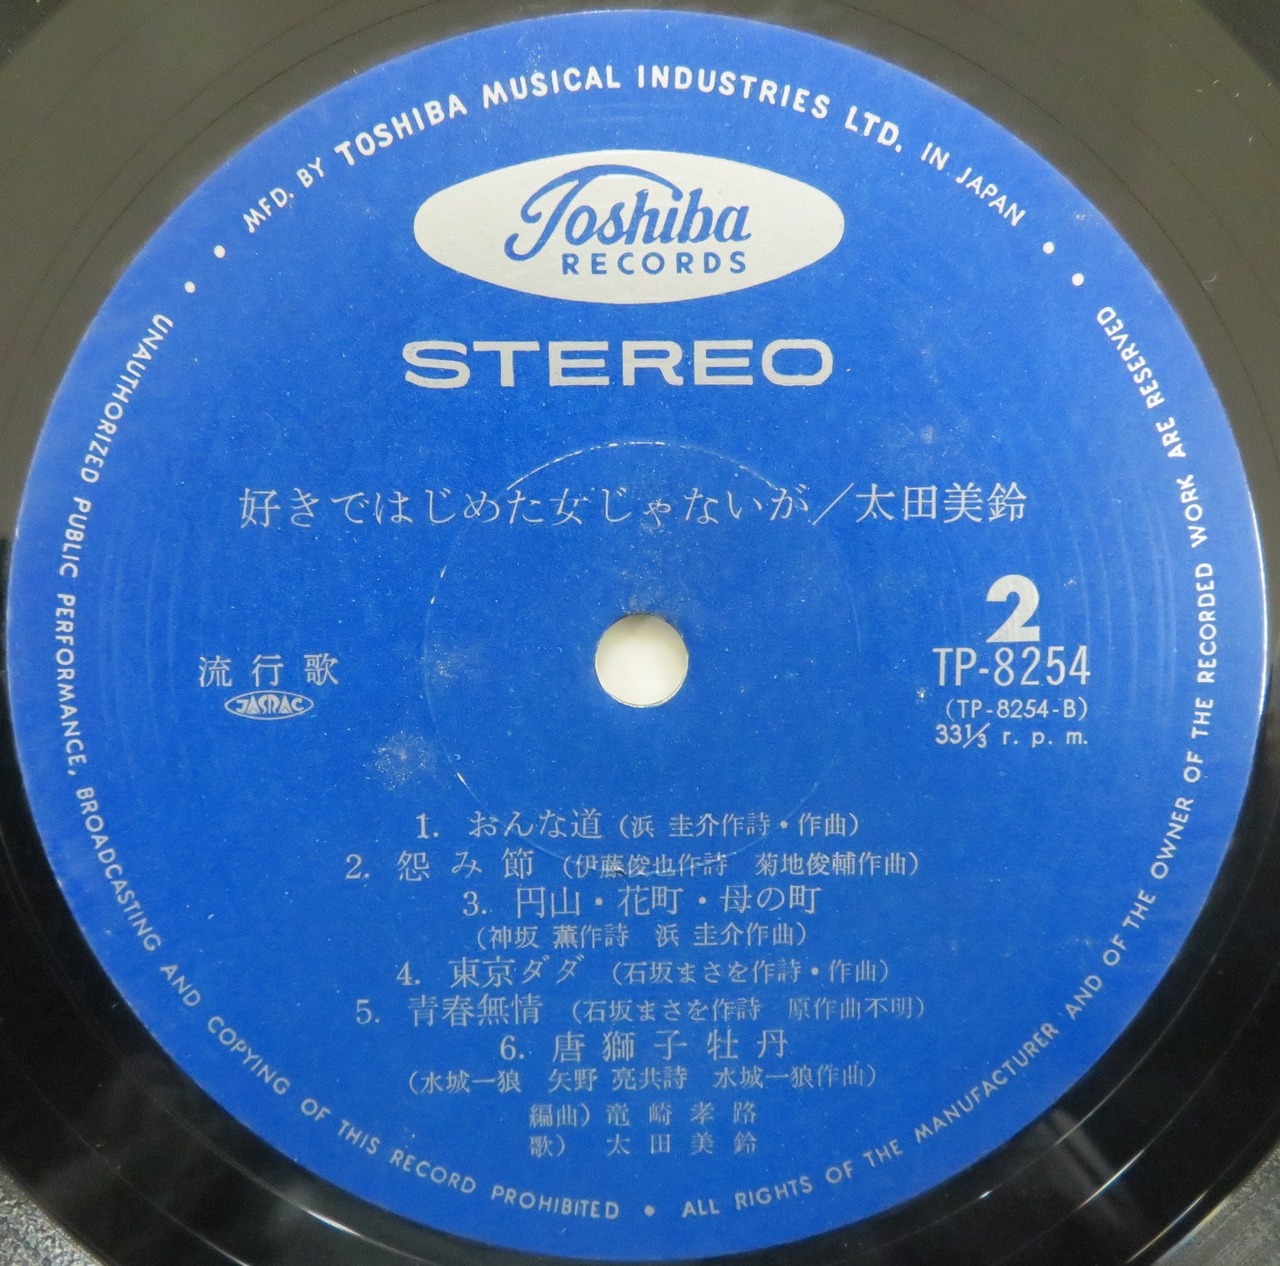 MFD. BY TOSHIBA MUSICAL INDUSTRIES LTD. IN JAPAN
Toshiba
RECORDS
STEREO
好きではじめた女じゃないが／太田美鈴
2
流行歌
TP-8254
JASRAC
(TP-8254-B)
33⅓ r. p. m.
1. おんな道 (浜 圭介作詩・作曲)
2. 怨み節 (伊藤俊也作詩 菊地俊輔作曲)
3. 円山・花町・母の町
(神坂 薫作詩 浜 圭介作曲)
4. 東京ダダ (石坂まさを作詩・作曲)
5. 青春無情 (石坂まさを作詩 原作曲不明)
6. 唐獅子牡丹
(水城一狼 矢野 亮共詩 水城一狼作曲)
編曲) 竜崎孝路
歌) 太田美鈴
UNAUTHORIZED PUBLIC PERFORMANCE, BROADCASTING AND COPYING OF THIS RECORD PROHIBITED • ALL RIGHTS OF THE MANUFACTURER AND OF THE OWNER OF THE RECORDED WORK ARE RESERVED